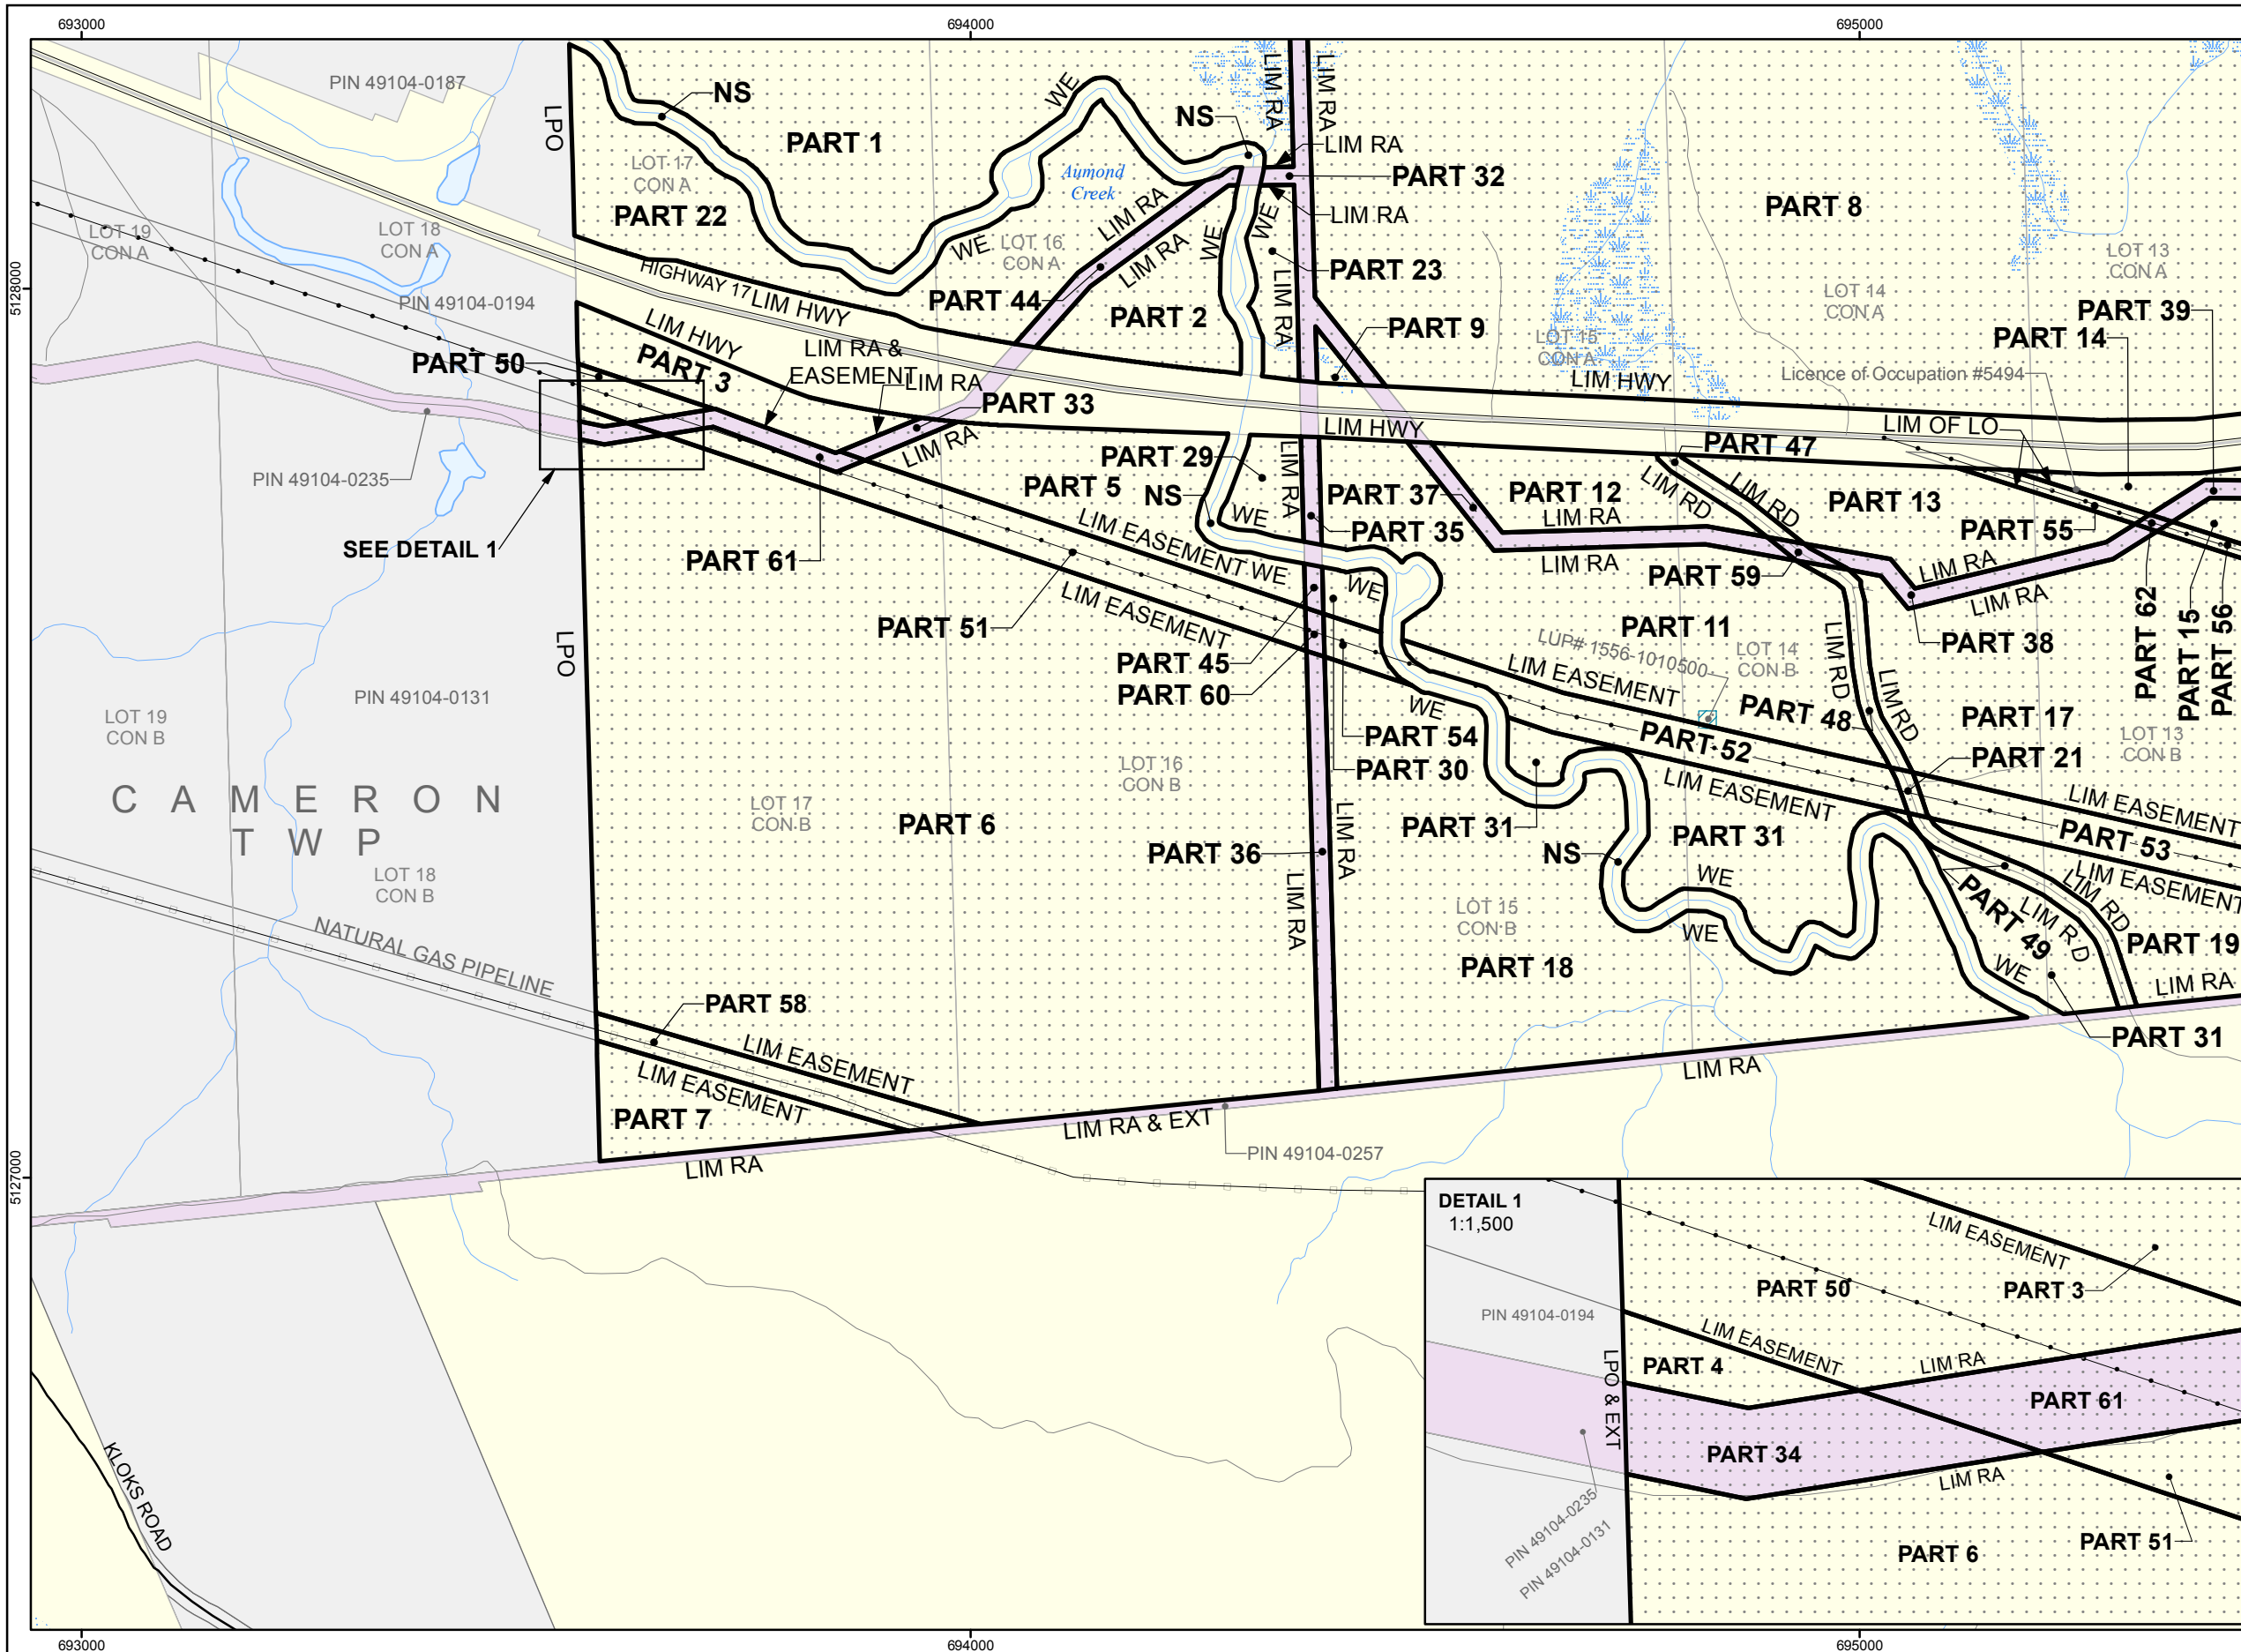 693000
694000
695000
PIN 49104-0187
LPO
NS
PART 1
WE
NS
LIM RA
LIM RA
LIM RA
LOT 17
CON A
Aumond
Creek
PART 32
PART 22
LIM RA
LIM RA
PART 8
LOT 19
CON A
LOT 18
CON A
WE
LOT 16
CON A
LIM RA
WE
WE
LOT 13
CON A
5128000
HIGHWAY 17
LIM HWY
PART 44
PART 23
LIM RA
PIN 49104-0194
PART 2
LOT 14
CON A
PART 39
LIM HWY
PART 9
LOT 15
CON A
PART 14
PART 50
PART 3
LIM RA &
EASEMENT
LIM RA
LIM HWY
Licence of Occupation #5494
PART 33
LIM HWY
LIM OF LO
LIM RA
PART 47
PART 29
LIM RA
PIN 49104-0235
PART 5
NS
PART 37
PART 12
LIM RD
LIM RD
PART 13
WE
LIM RA
PART 35
PART 55
SEE DETAIL 1
LIM EASEMENT
WE
PART 61
LIM RA
PART 59
LIM RA
LIM EASEMENT
WE
LIM RA
PART 62
PART 15
PART 56
PART 51
PART 11
PART 38
LPO
LUP# 1556-1010500
LOT 14
CON B
LIM RD
PART 45
LIM EASEMENT
PART 60
PIN 49104-0131
WE
LIM RD
LOT 19
CON B
PART 48
PART 17
PART 54
PART 52
LOT 13
CON B
LOT 16
CON B
PART 30
PART 21
LIM EASEMENT
LIM EASEMENT
CAMERON
TWP
LOT 17
CON B
PART 6
LIM RA
PART 31
PART 31
PART 53
PART 36
NS
LOT 18
CON B
WE
LIM EASEMENT
LIM RD
PART 49
LIM RA
LOT 15
CON B
LIM RD
WE
NATURAL GAS PIPELINE
PART 19
PART 18
WE
LIM RA
PART 58
PART 31
LIM EASEMENT
LIM EASEMENT
LIM RA
PART 7
LIM RA & EXT
PIN 49104-0257
LIM RA
5127000
DETAIL 1
1:1,500
LIM EASEMENT
PART 50
PART 3
PIN 49104-0194
LIM EASEMENT
LPO & EXT
PART 4
LIM RA
PART 61
PART 34
LIM RA
PIN 49104-0235
PIN 49104-0131
PART 51
PART 6
KLOKS ROAD
693000
694000
695000